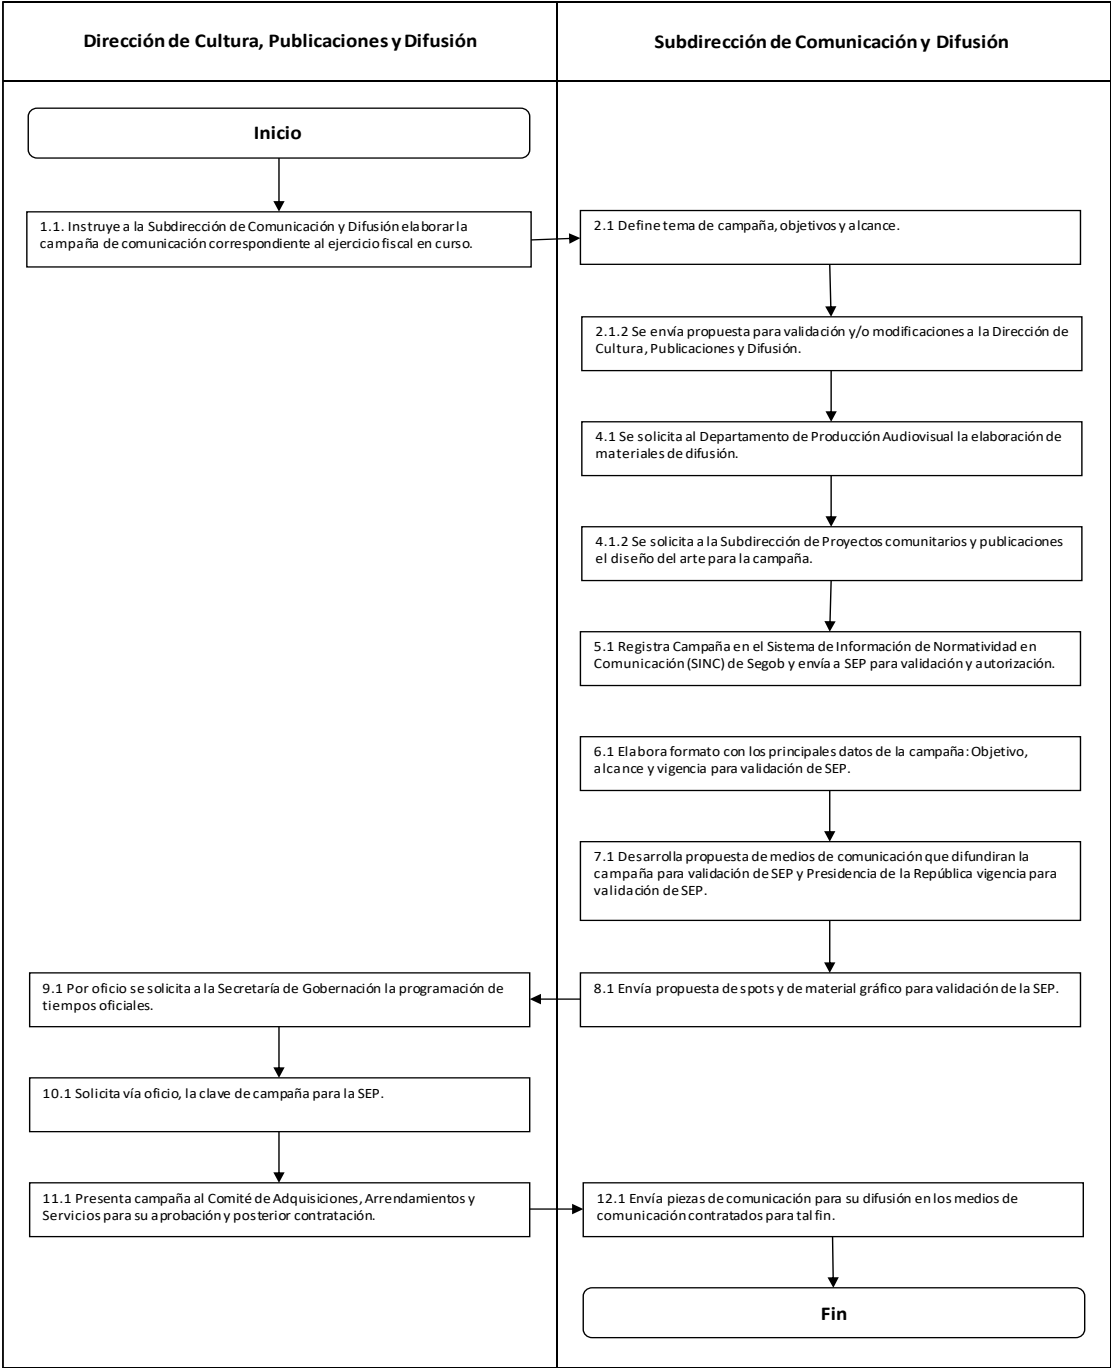 Dirección de Cultura, Publicaciones y Difusión
Subdirección de Comunicación y Difusión
Inicio
1.1. Instruye a la Subdirección de Comunicación y Difusión elaborar la
campaña de comunicación correspondiente al ejercicio fiscal en curso.
2.1 Define tema de campaña, objetivos y alcance.
2.1.2 Se envía propuesta para validación y/o modificaciones a la Dirección de
Cultura, Publicaciones y Difusión.
4.1 Se solicita al Departamento de Producción Audiovisual la elaboración de
materiales de difusión.
4.1.2 Se solicita a la Subdirección de Proyectos comunitarios y publicaciones
el diseño del arte para la campaña.
5.1 Registra Campaña en el Sistema de Información de Normatividad en
Comunicación (SINC) de Segob y envía a SEP para validación y autorización.
6.1 Elabora formato con los principales datos de la campaña: Objetivo,
alcance y vigencia para validación de SEP.
7.1 Desarrolla propuesta de medios de comunicación que difundiran la
campaña para validación de SEP y Presidencia de la República vigencia para
validación de SEP.
8.1 Envía propuesta de spots y de material gráfico para validación de la SEP.
9.1 Por oficio se solicita a la Secretaría de Gobernación la programación de
tiempos oficiales.
10.1 Solicita vía oficio, la clave de campaña para la SEP.
11.1 Presenta campaña al Comité de Adquisiciones, Arrendamientos y
Servicios para su aprobación y posterior contratación.
12.1 Envía piezas de comunicación para su difusión en los medios de
comunicación contratados para tal fin.
Fin